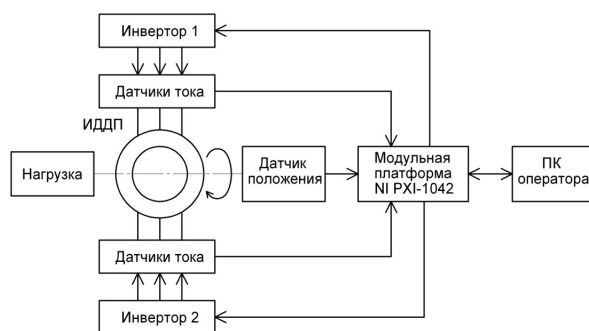 Инвертор 1
Датчики тока
ИДДП
Нагрузка
Датчик
положения
Модульная
платформа
NI PXI-1042
ПК
оператора
Датчики тока
Инвертор 2